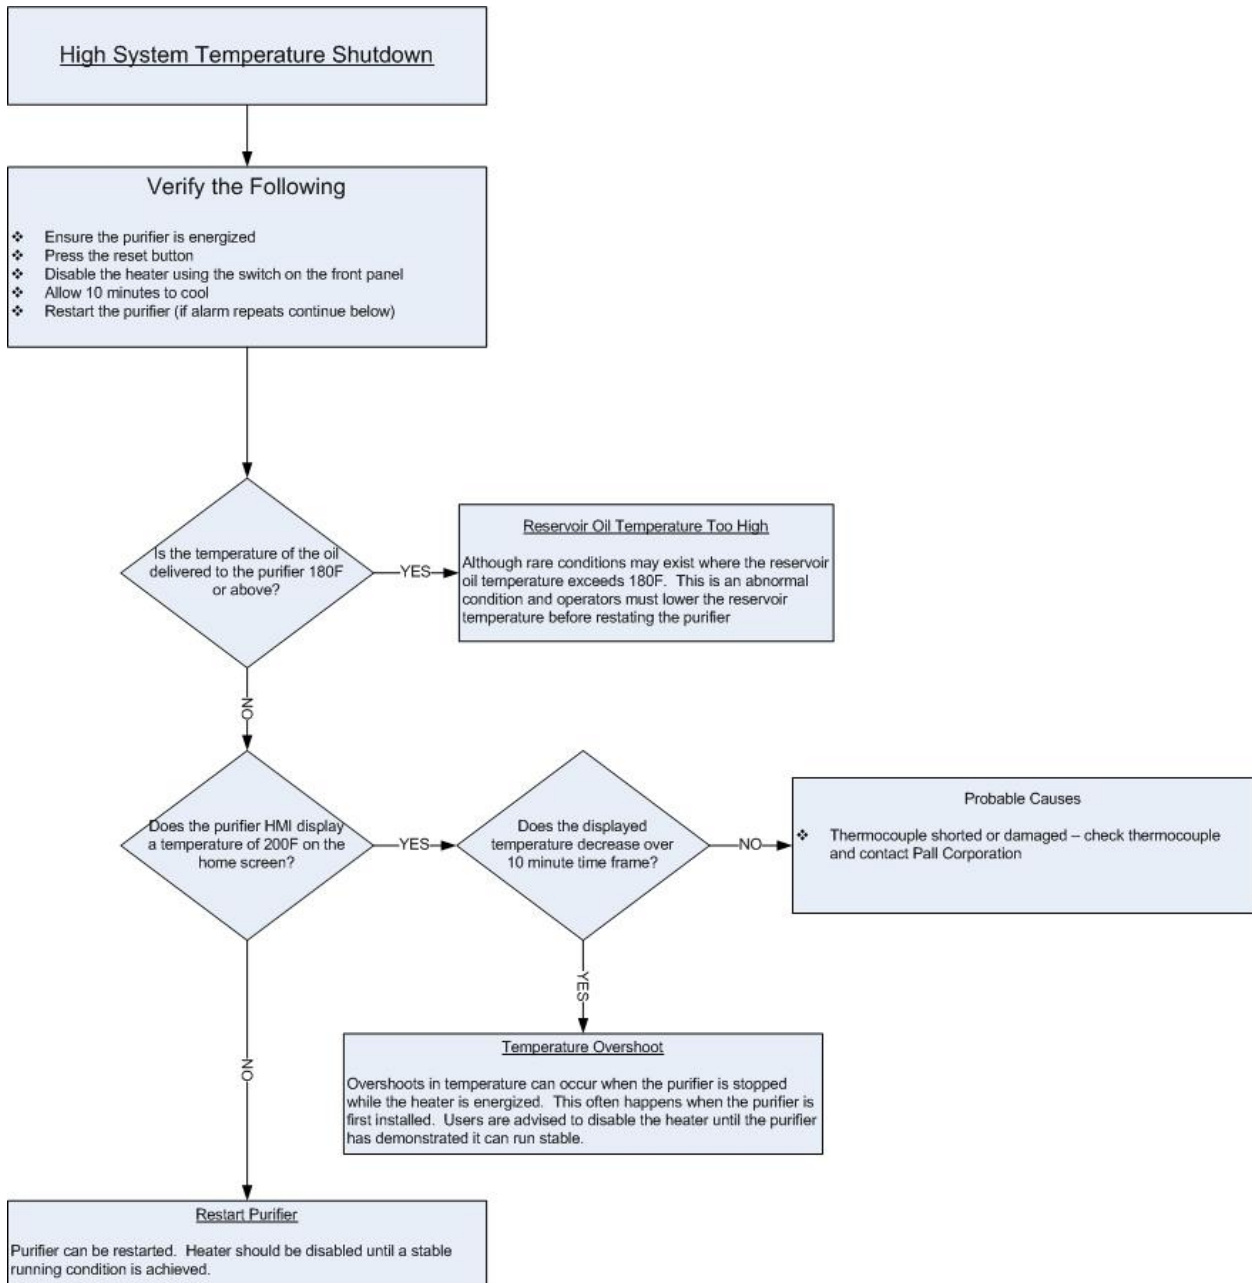 High System Temperature Shutdown
Verify the Following
❖ Ensure the purifier is energized
❖ Press the reset button
❖ Disable the heater using the switch on the front panel
❖ Allow 10 minutes to cool
❖ Restart the purifier (if alarm repeats continue below)
Is the temperature of the oil
delivered to the purifier 180F
or above?
YES
Reservoir Oil Temperature Too High
Although rare conditions may exist where the reservoir
oil temperature exceeds 180F. This is an abnormal
condition and operators must lower the reservoir
temperature before restating the purifier
NO
Does the purifier HMI display
a temperature of 200F on the
home screen?
YES
Does the displayed
temperature decrease over
10 minute time frame?
NO
Probable Causes
❖ Thermocouple shorted or damaged – check thermocouple
and contact Pall Corporation
YES
Temperature Overshoot
Overshoots in temperature can occur when the purifier is stopped
while the heater is energized. This often happens when the purifier is
first installed. Users are advised to disable the heater until the purifier
has demonstrated it can run stable.
NO
Restart Purifier
Purifier can be restarted. Heater should be disabled until a stable
running condition is achieved.